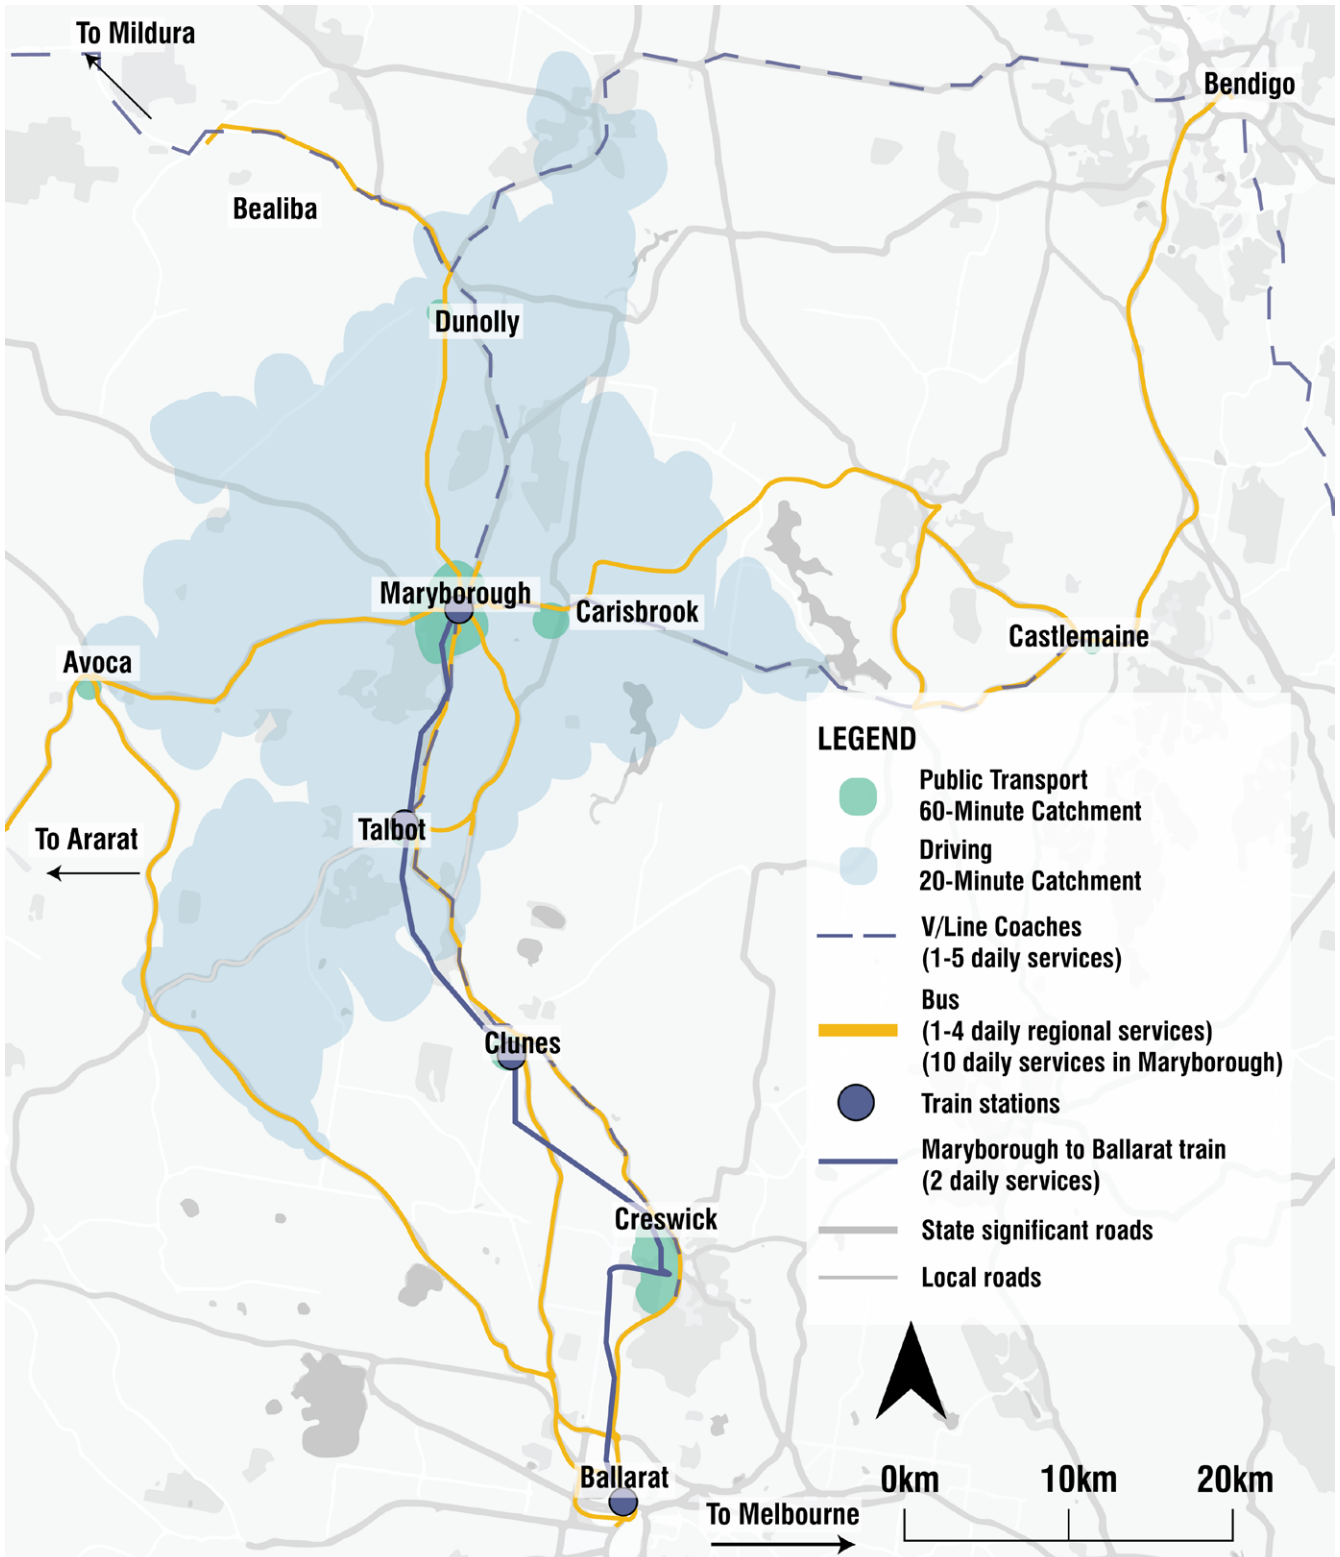 To Mildura
Bendigo
Bealiba
Dunolly
Maryborough
Carisbrook
Castlemaine
Avoca
To Ararat
Talbot
Clunes
Creswick
Ballarat
To Melbourne
LEGEND
Public Transport
60-Minute Catchment
Driving
20-Minute Catchment
V/Line Coaches
(1-5 daily services)
Bus
(1-4 daily regional services)
(10 daily services in Maryborough)
Train stations
Maryborough to Ballarat train
(2 daily services)
State significant roads
Local roads
0km 10km 20km